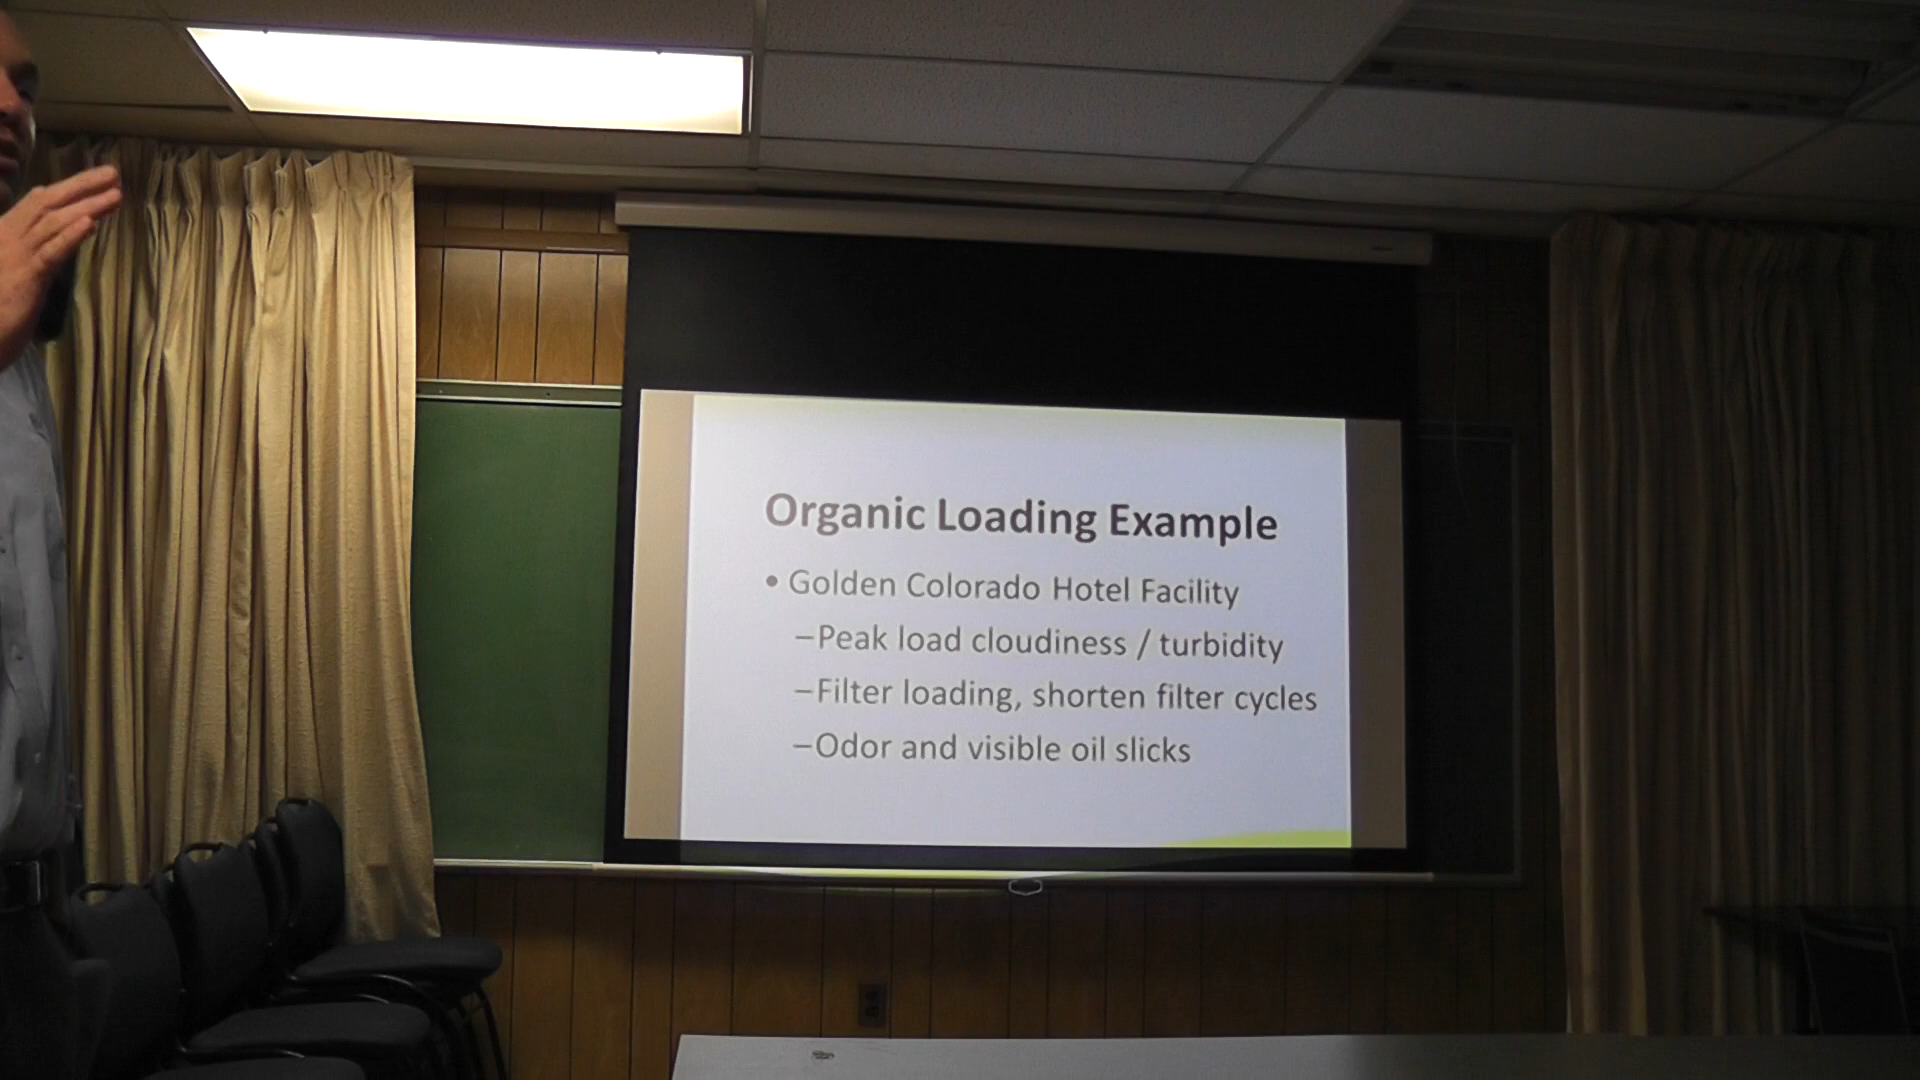 Organic Loading Example
• Golden Colorado Hotel Facility
–Peak load cloudiness / turbidity
–Filter loading, shorten filter cycles
–Odor and visible oil slicks